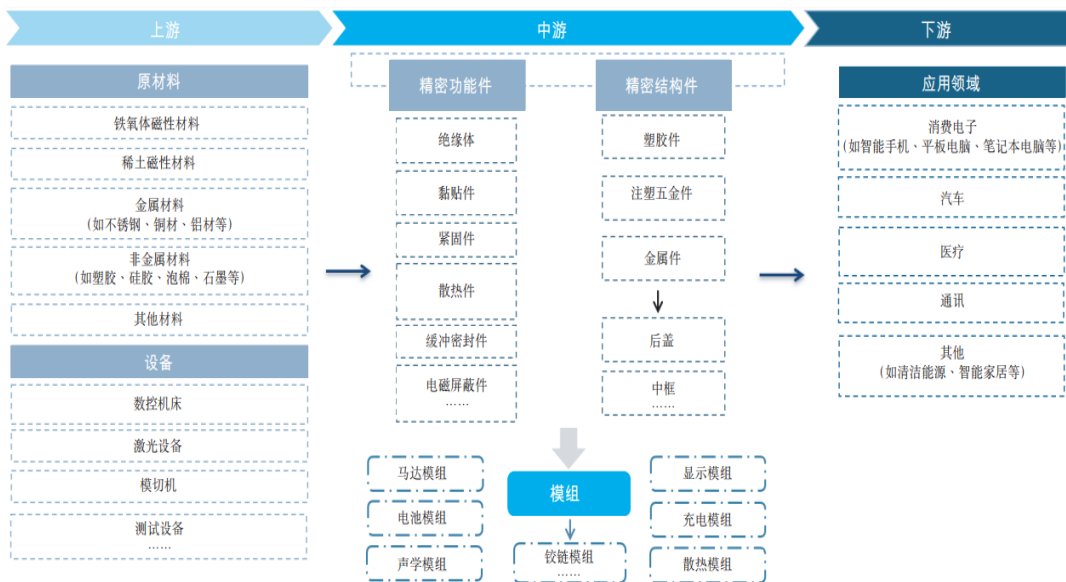 上游
中游
下游
原材料
铁氧体磁性材料
稀土磁性材料
金属材料
(如不锈钢、铜材、铝材等)
非金属材料
(如塑胶、硅胶、泡棉、石墨等)
其他材料
设备
数控机床
激光设备
模切机
测试设备
……
精密功能件
绝缘体
黏贴件
紧固件
散热件
缓冲密封件
电磁屏蔽件
……
精密结构件
塑胶件
注塑五金件
金属件
后盖
中框
……
马达模组
电池模组
声学模组
模组
铰链模组
……
显示模组
充电模组
散热模组
应用领域
消费电子
(如智能手机、平板电脑、笔记本电脑等)
汽车
医疗
通讯
其他
(如清洁能源、智能家居等)